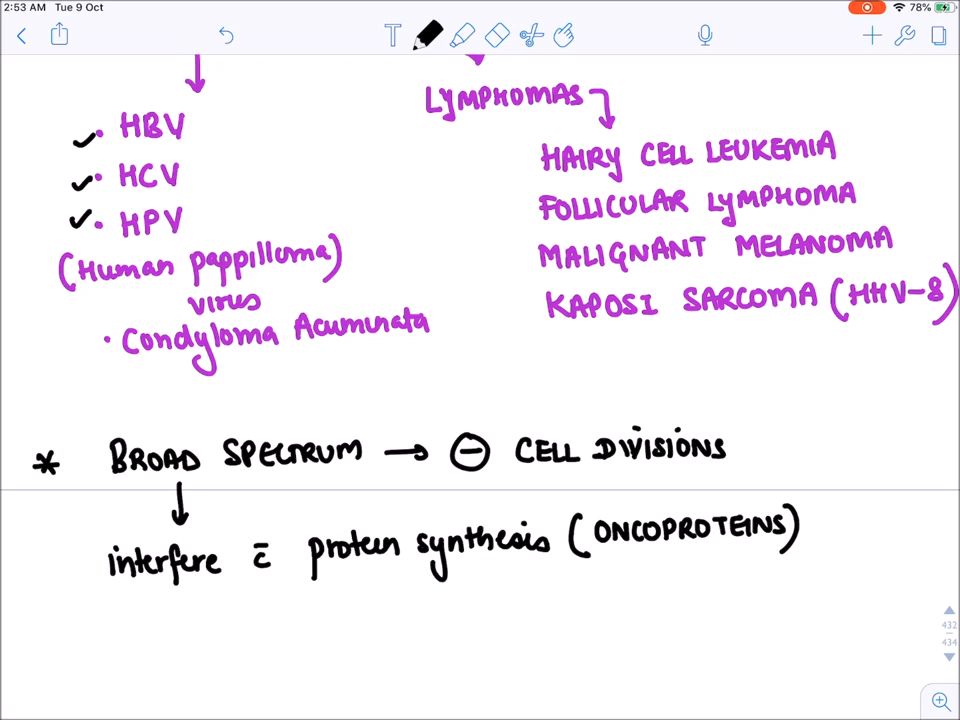 2:53 AM Tue 9 Oct
78%
T
LYMPHOMAS
• HBV
• HCV
• HPV
(Human pappilloma)
virus
• Condyloma Acuminata
HAIRY CELL LEUKEMIA
FOLLICULAR LYMPHOMA
MALIGNANT MELANOMA
KAPOSI SARCOMA (HHV-8)
* BROAD SPECTRUM → ⊖ CELL DIVISIONS
interfere c̄ protein synthesis (ONCOPROTEINS)
432
434